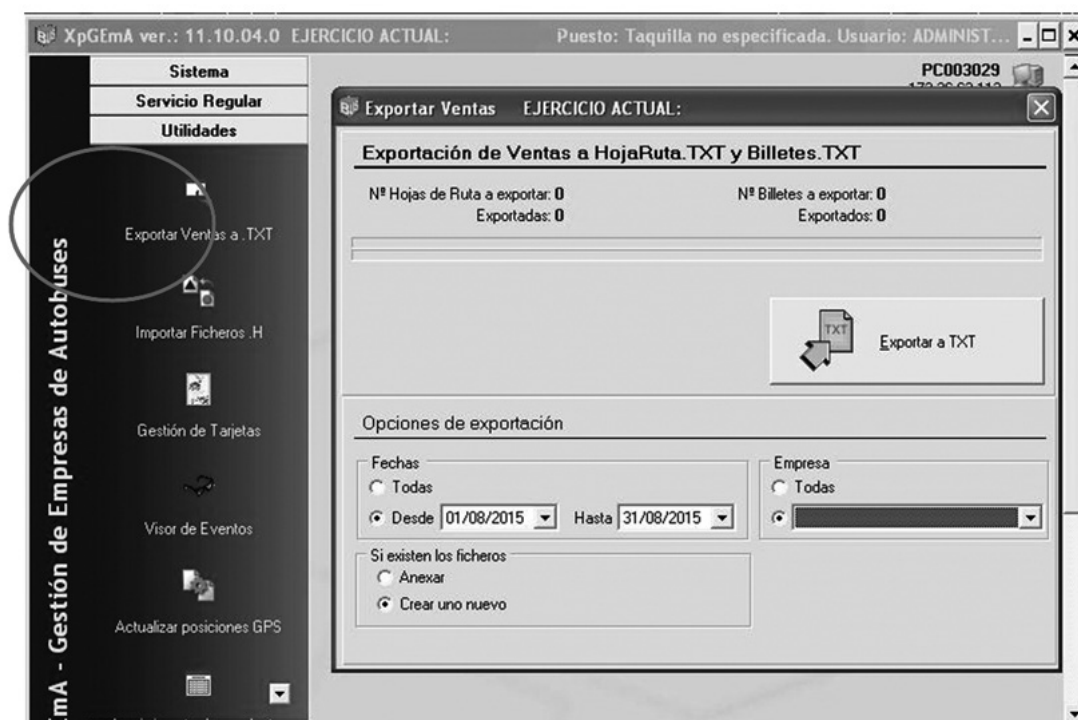 XpGEmA ver.: 11.10.04.0 EJERCICIO ACTUAL: Puesto: Taquilla no especificada. Usuario: ADMINIST...
Sistema
Servicio Regular
Utilidades
PC003029
Exportar Ventas a .TXT
Importar Ficheros .H
Gestión de Tarjetas
Visor de Eventos
Actualizar posiciones GPS
EmA - Gestión de Empresas de Autobuses
Exportar Ventas EJERCICIO ACTUAL:
Exportación de Ventas a HojaRuta.TXT y Billetes.TXT
Nº Hojas de Ruta a exportar: 0 Nº Billetes a exportar: 0
Exportadas: 0 Exportados: 0
TXT
Exportar a TXT
Opciones de exportación
Fechas
Todas
Desde 01/08/2015 Hasta 31/08/2015
Empresa
Todas
Si existen los ficheros
Anexar
Crear uno nuevo